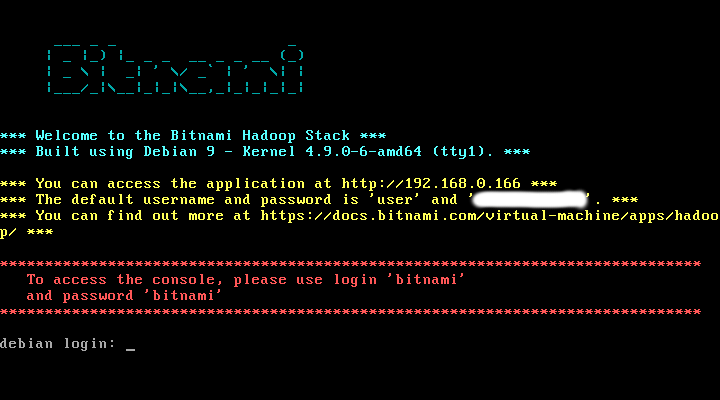 Bitnami
*** Welcome to the Bitnami Hadoop Stack ***
*** Built using Debian 9 - Kernel 4.9.0-6-amd64 (tty1). ***
*** You can access the application at http://192.168.0.166 ***
*** The default username and password is 'user' and ' '. ***
*** You can find out more at https://docs.bitnami.com/virtual-machine/apps/hadoo
p/ ***
******************************************************************************
To access the console, please use login 'bitnami'
and password 'bitnami'
******************************************************************************
debian login: _